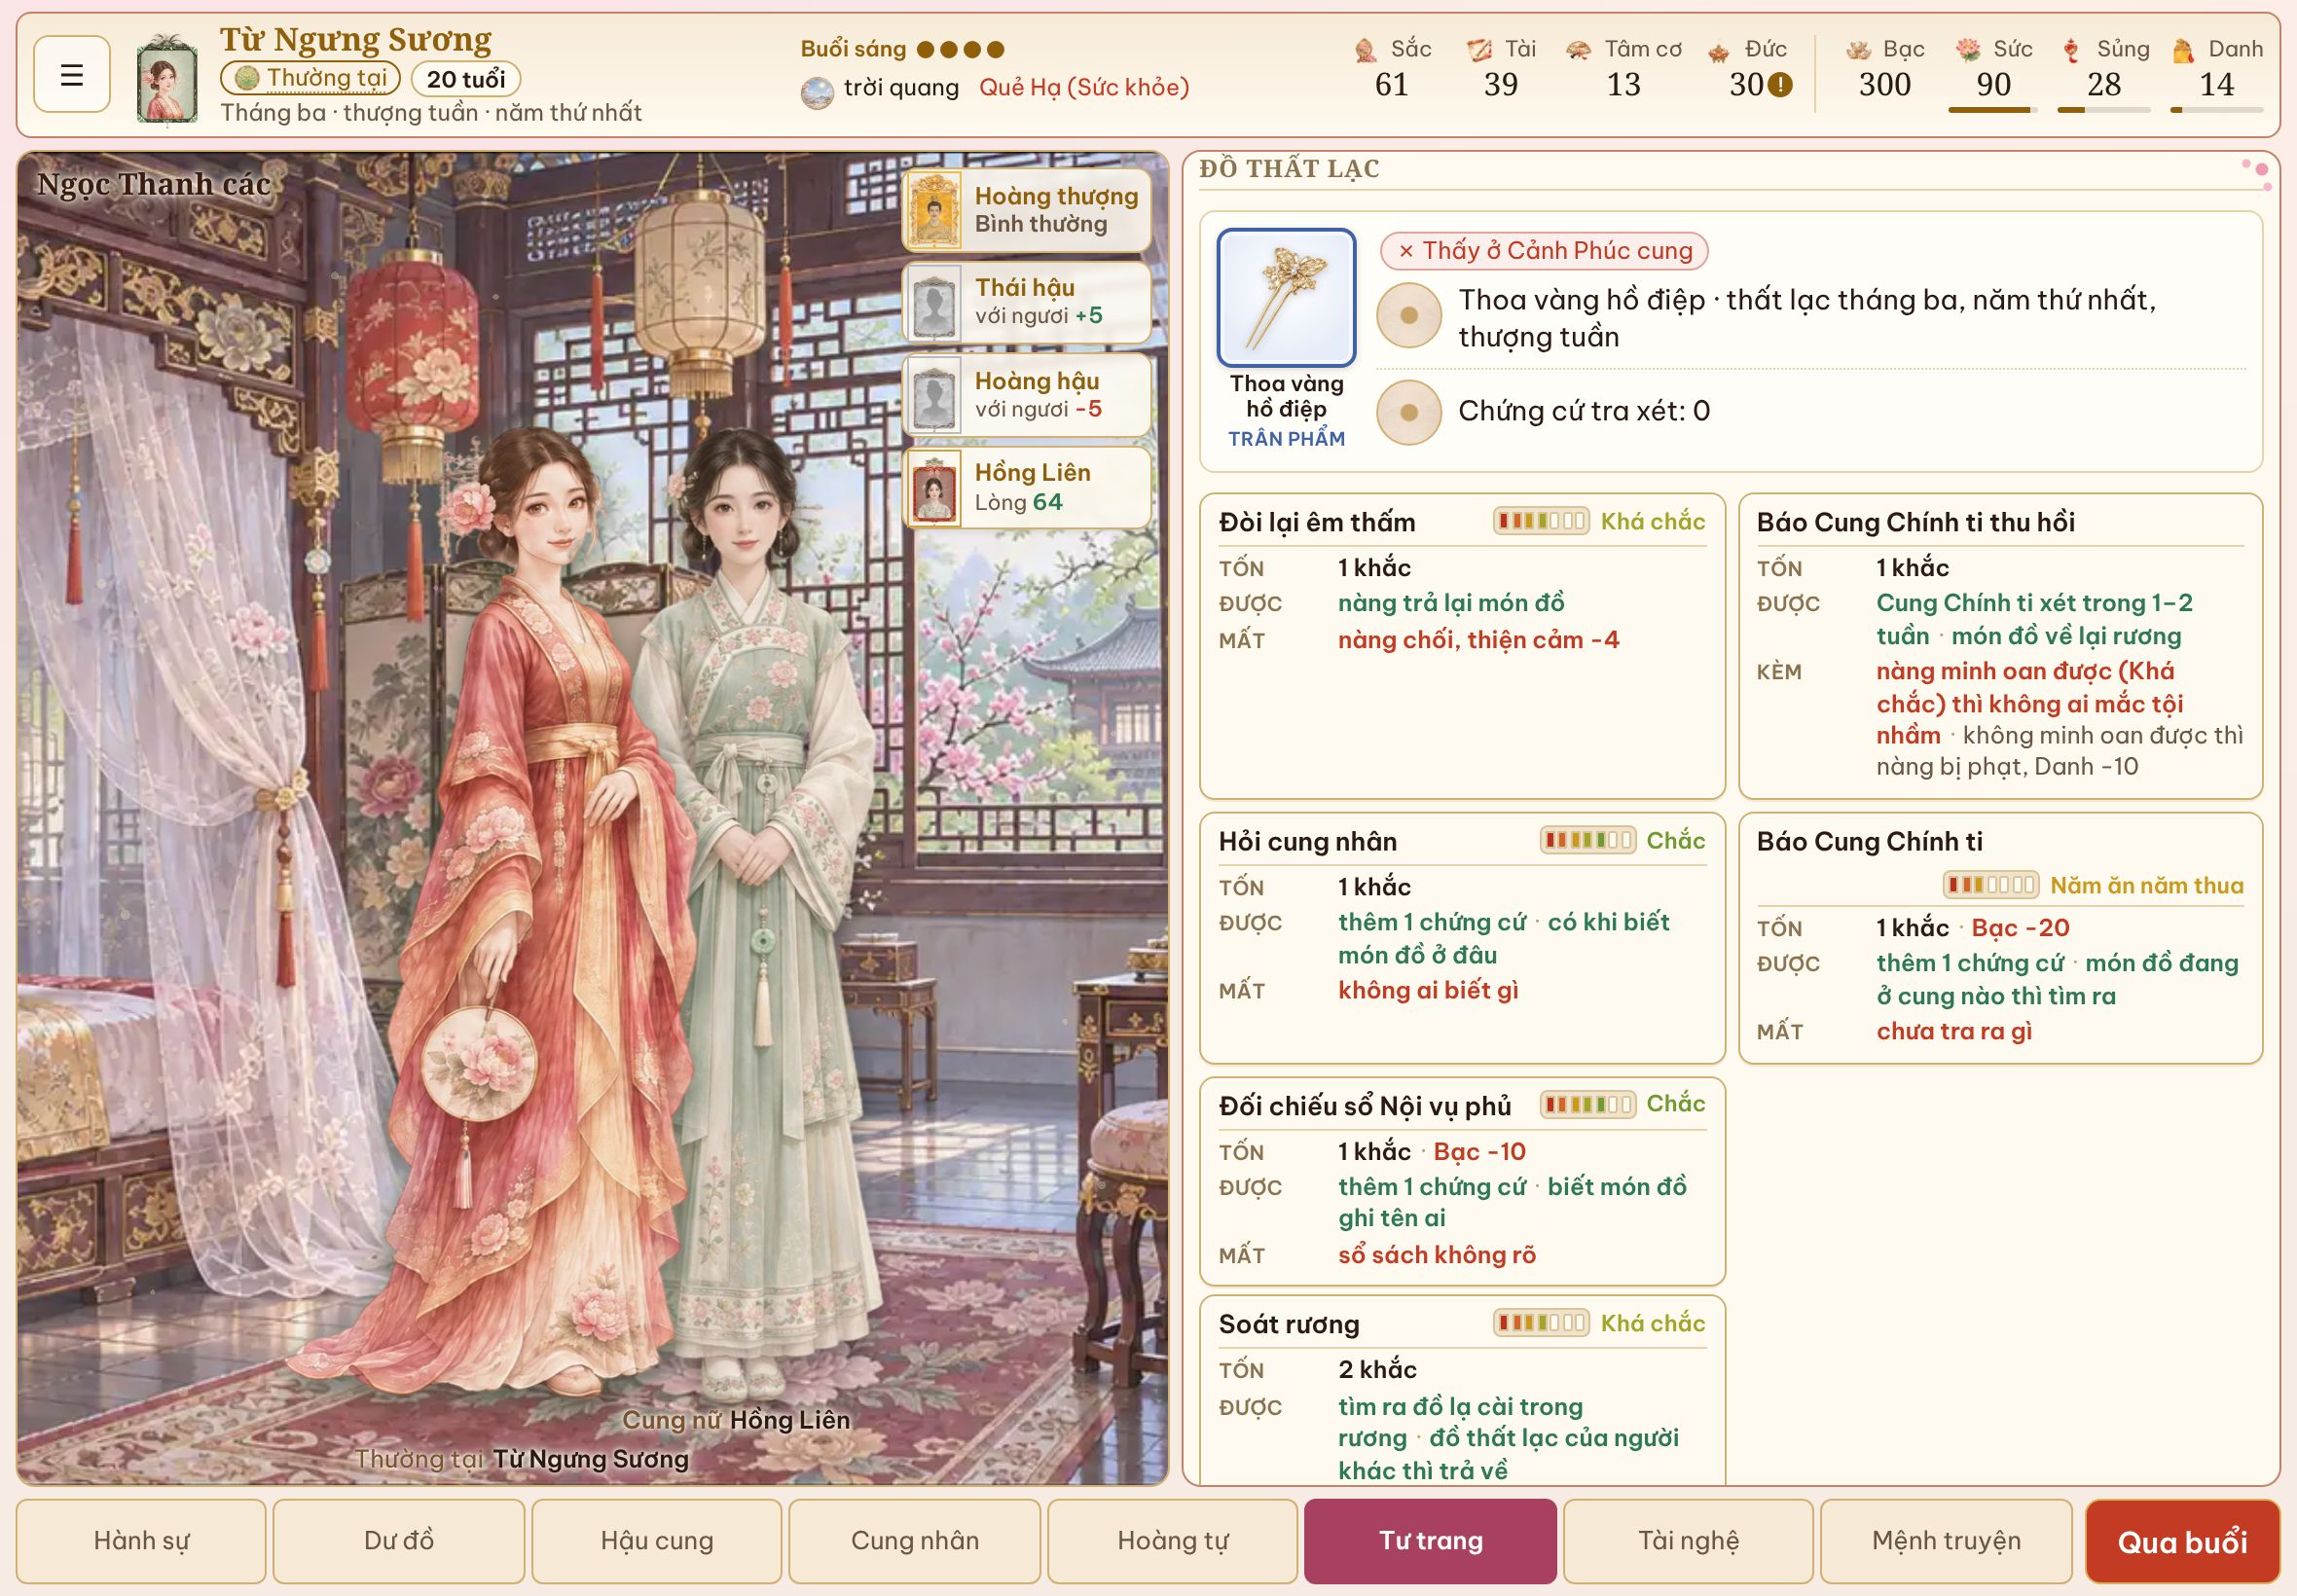 ☰
Từ Ngưng Sương
Thường tại
20 tuổi
Tháng ba · thượng tuần · năm thứ nhất
Buổi sáng
trời quang
Quẻ Hạ (Sức khỏe)
Sắc
61
Tài
39
Tâm cơ
13
Đức
30
!
Bạc
300
Sức
90
Sủng
28
Danh
14
Ngọc Thanh các
Hoàng thượng
Bình thường
Thái hậu
với ngươi +5
Hoàng hậu
với ngươi -5
Hồng Liên
Lòng 64
Cung nữ Hồng Liên
Thường tại Từ Ngưng Sương
ĐỒ THẤT LẠC
Thoa vàng
hồ điệp
TRÂN PHẨM
× Thấy ở Cảnh Phúc cung
Thoa vàng hồ điệp · thất lạc tháng ba, năm thứ nhất,
thượng tuần
Chứng cứ tra xét: 0
Đòi lại êm thấm
Khá chắc
TỐN 1 khắc
ĐƯỢC nàng trả lại món đồ
MẤT nàng chối, thiện cảm -4
Báo Cung Chính ti thu hồi
TỐN 1 khắc
ĐƯỢC Cung Chính ti xét trong 1–2
tuần · món đồ về lại rương
KÈM nàng minh oan được (Khá
chắc) thì không ai mắc tội
nhầm · không minh oan được thì
nàng bị phạt, Danh -10
Hỏi cung nhân
Chắc
TỐN 1 khắc
ĐƯỢC thêm 1 chứng cứ · có khi biết
món đồ ở đâu
MẤT không ai biết gì
Báo Cung Chính ti
Năm ăn năm thua
TỐN 1 khắc · Bạc -20
ĐƯỢC thêm 1 chứng cứ · món đồ đang
ở cung nào thì tìm ra
MẤT chưa tra ra gì
Đối chiếu sổ Nội vụ phủ
Chắc
TỐN 1 khắc · Bạc -10
ĐƯỢC thêm 1 chứng cứ · biết món đồ
ghi tên ai
MẤT sổ sách không rõ
Soát rương
Khá chắc
TỐN 2 khắc
ĐƯỢC tìm ra đồ lạ cài trong
rương · đồ thất lạc của người
khác thì trả về
Hành sự
Dư đồ
Hậu cung
Cung nhân
Hoàng tự
Tư trang
Tài nghệ
Mệnh truyện
Qua buổi